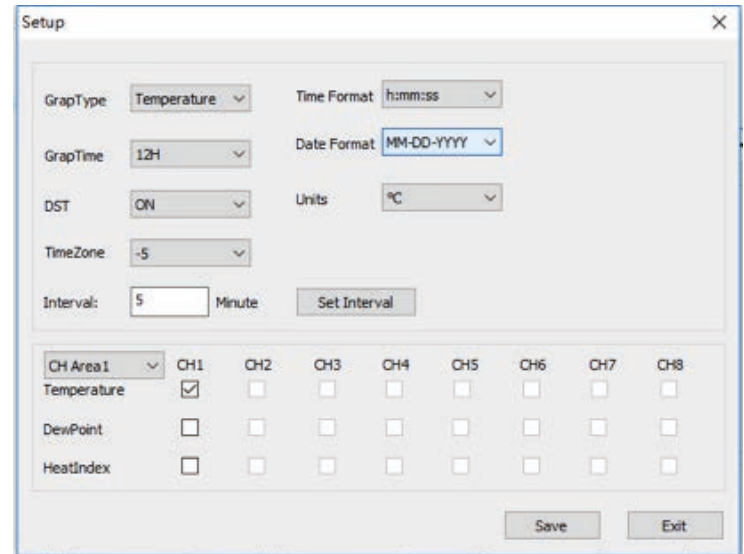 Setup
GrapType Temperature Time Format h:mm:ss
GrapTime 12H Date Format MM-DD-YYYY
DST ON Units ºC
TimeZone -5
Interval: 5 Minute Set Interval
CH Area1 CH1 CH2 CH3 CH4 CH5 CH6 CH7 CH8
Temperature
DewPoint
HeatIndex
Save Exit